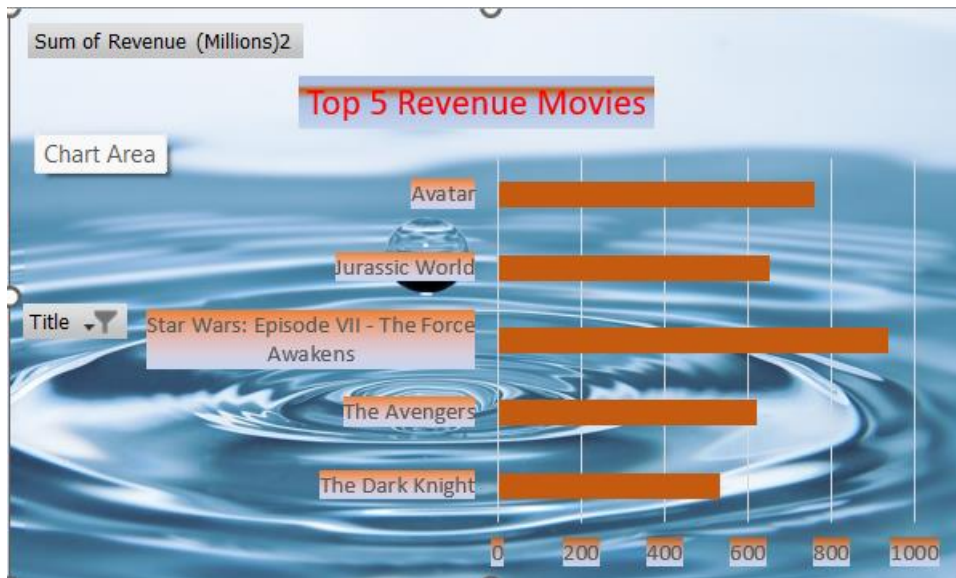 Sum of Revenue (Millions)2
Top 5 Revenue Movies
Chart Area
Avatar
Jurassic World
Title
Star Wars: Episode VII - The Force
Awakens
The Avengers
The Dark Knight
0 200 400 600 800 1000